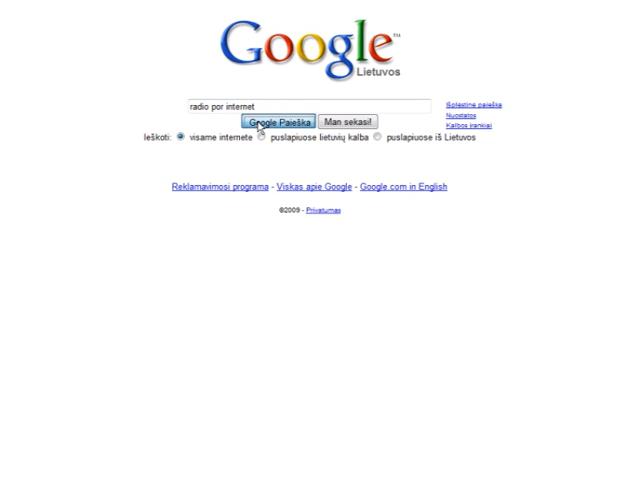 Google™
Lietuvos
radio por internet
Išplėstinė paieška
Google Paieška Man sekasi!
Nuostatos
Kalbos įrankiai
Ieškoti: visame internete puslapiuose lietuvių kalba puslapiuose iš Lietuvos
Reklamavimosi programa - Viskas apie Google - Google.com in English
©2009 - Privatumas